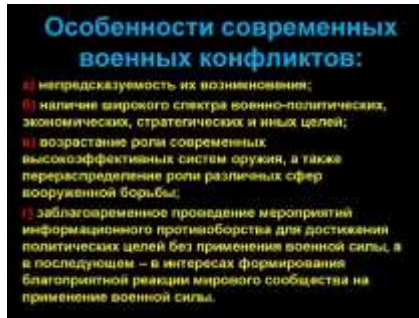 Особенности современных
военных конфликтов:
а) непредсказуемость их возникновения;
б) наличие широкого спектра военно-политических,
экономических, стратегических и иных целей;
в) возрастание роли современных
высокоэффективных систем оружия, а также
перераспределение роли различных сфер
вооруженной борьбы;
г) заблаговременное проведение мероприятий
информационного противоборства для достижения
политических целей без применения военной силы, а
в последующем – в интересах формирования
благоприятной реакции мирового сообщества на
применение военной силы.